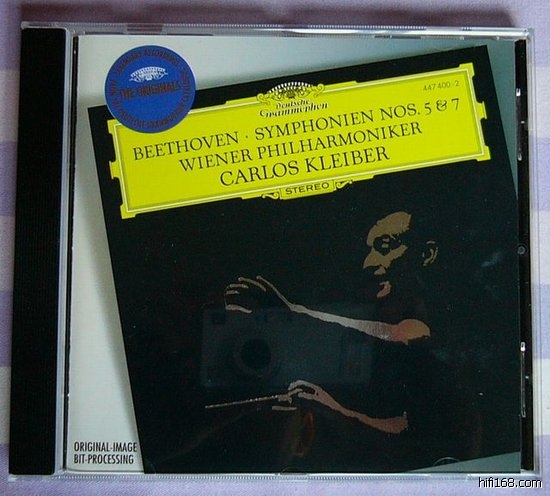 447 400-2
THE ORIGINALS
Deutsche
Grammophon
BEETHOVEN · SYMPHONIEN NOS. 5 & 7
WIENER PHILHARMONIKER
CARLOS KLEIBER
STEREO
ORIGINAL-IMAGE
BIT-PROCESSING
hifi168.com